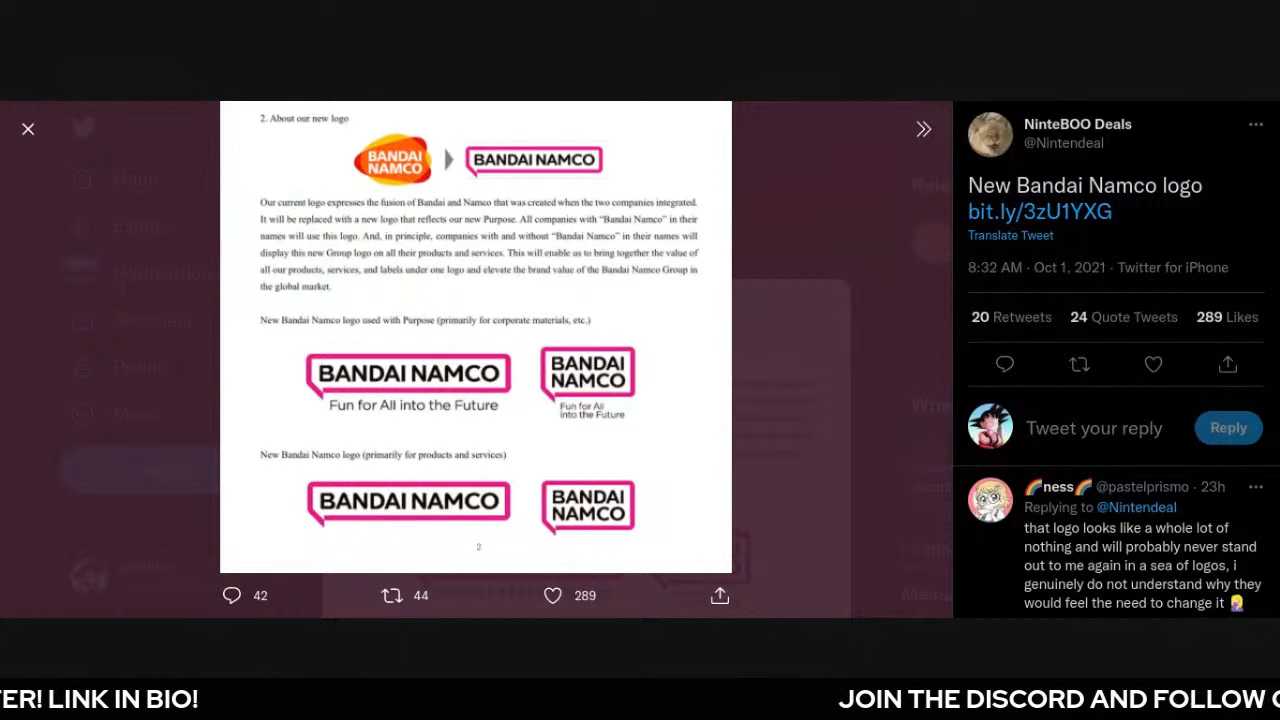 2. About our new logo
BANDAI
NAMCO
BANDAI NAMCO
Our current logo expresses the fusion of Bandai and Namco that was created when the two companies integrated.
It will be replaced with a new logo that reflects our new Purpose. All companies with “Bandai Namco” in their
names will use this logo. And, in principle, companies with and without “Bandai Namco” in their names will
display this new Group logo on all their products and services. This will enable us to bring together the value of
all our products, services, and labels under one logo and elevate the brand value of the Bandai Namco Group in
the global market.
New Bandai Namco logo used with Purpose (primarily for corporate materials, etc.)
BANDAI NAMCO
Fun for All into the Future
BANDAI
NAMCO
Fun for All
into the Future
New Bandai Namco logo (primarily for products and services)
BANDAI NAMCO
BANDAI
NAMCO
2
42
44
289
NinteBOO Deals
@Nintendeal
New Bandai Namco logo
bit.ly/3zU1YXG
Translate Tweet
8:32 AM · Oct 1, 2021 · Twitter for iPhone
20 Retweets 24 Quote Tweets 289 Likes
Tweet your reply
Reply
🌈ness🌈 @pastelprismo · 23h
Replying to @Nintendeal
that logo looks like a whole lot of
nothing and will probably never stand
out to me again in a sea of logos, i
genuinely do not understand why they
would feel the need to change it 🤦‍♀️
TER! LINK IN BIO!
JOIN THE DISCORD AND FOLLOW